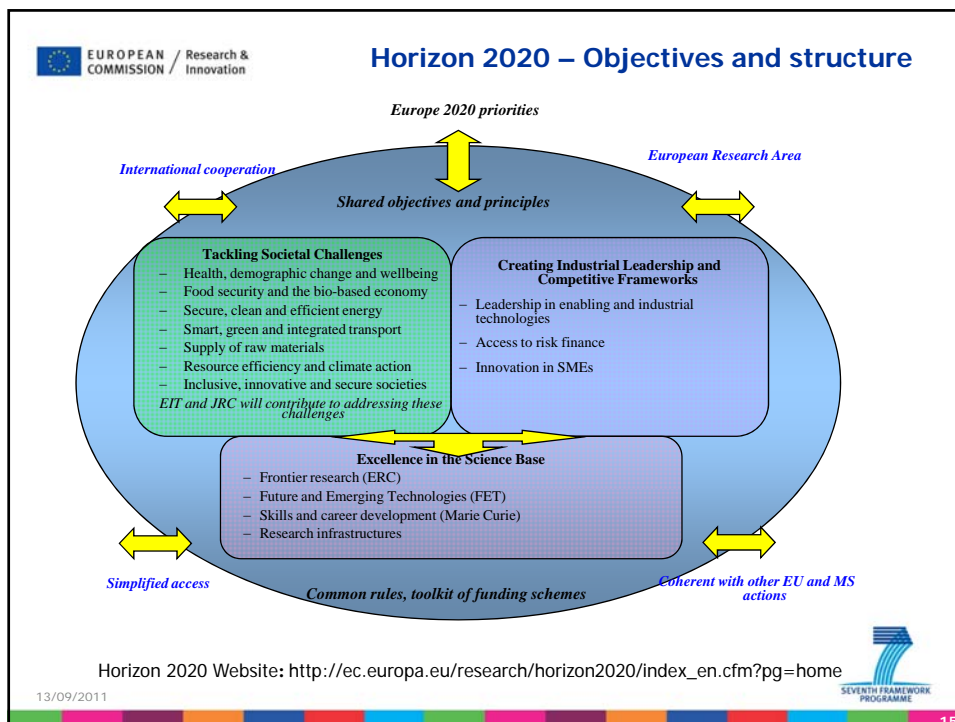 EUROPEAN COMMISSION / Research & Innovation
Horizon 2020 – Objectives and structure
Europe 2020 priorities
International cooperation
European Research Area
Shared objectives and principles
Tackling Societal Challenges
– Health, demographic change and wellbeing
– Food security and the bio-based economy
– Secure, clean and efficient energy
– Smart, green and integrated transport
– Supply of raw materials
– Resource efficiency and climate action
– Inclusive, innovative and secure societies
EIT and JRC will contribute to addressing these
challenges
Creating Industrial Leadership and
Competitive Frameworks
– Leadership in enabling and industrial
technologies
– Access to risk finance
– Innovation in SMEs
Excellence in the Science Base
– Frontier research (ERC)
– Future and Emerging Technologies (FET)
– Skills and career development (Marie Curie)
– Research infrastructures
Simplified access
Common rules, toolkit of funding schemes
Coherent with other EU and MS
actions
Horizon 2020 Website: http://ec.europa.eu/research/horizon2020/index_en.cfm?pg=home
13/09/2011
SEVENTH FRAMEWORK
PROGRAMME
15